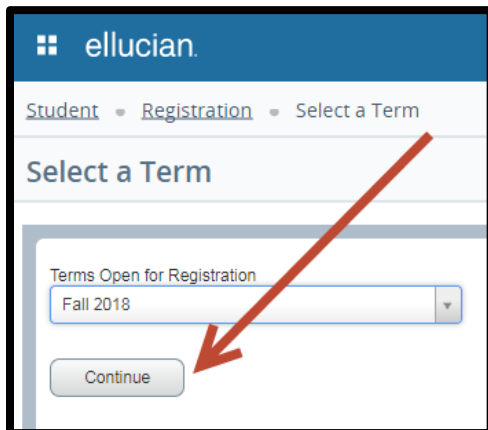 ellucian.
Student Registration Select a Term
Select a Term
Terms Open for Registration
Fall 2018
Continue